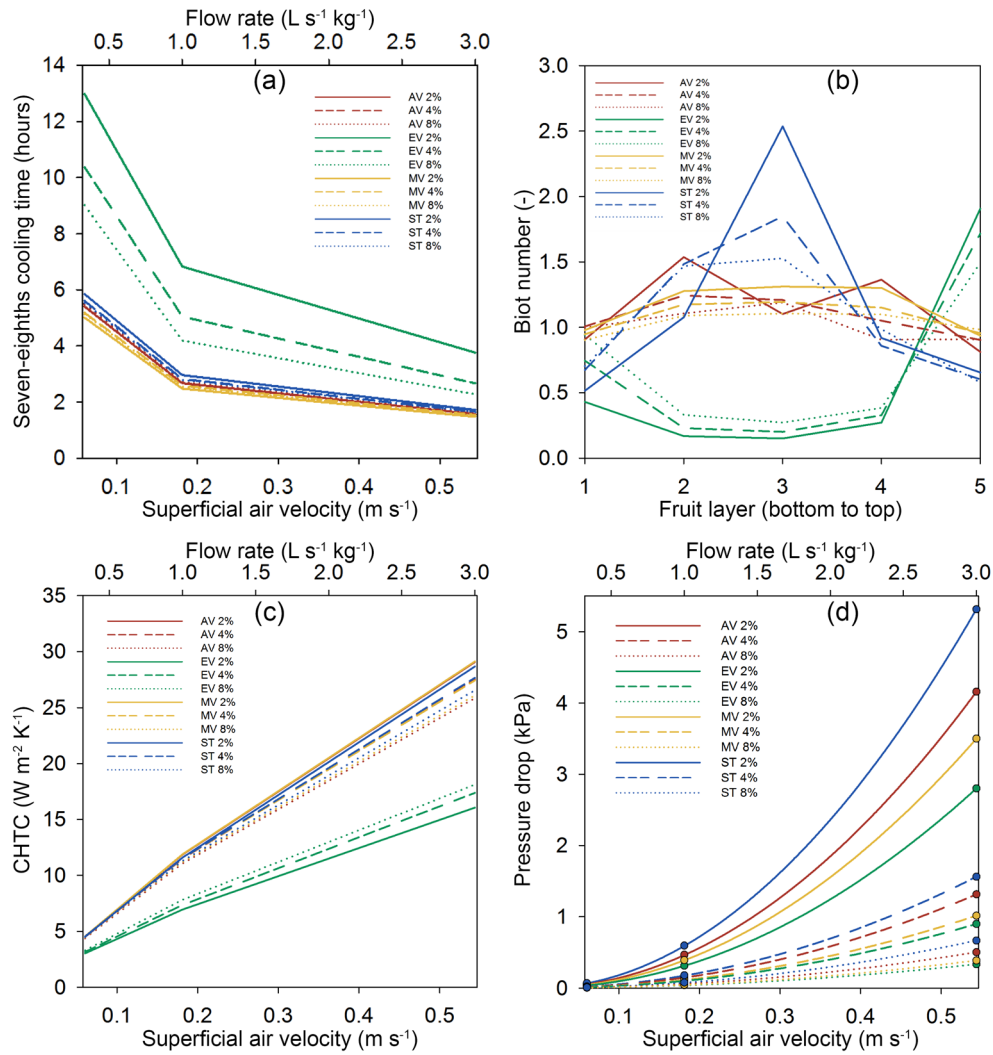 Flow rate (L s⁻¹ kg⁻¹)
0.5 1.0 1.5 2.0 2.5 3.0
(a)
Seven-eighths cooling time (hours)
14
12
10
8
6
4
2
0
AV 2%
AV 4%
AV 8%
EV 2%
EV 4%
EV 8%
MV 2%
MV 4%
MV 8%
ST 2%
ST 4%
ST 8%
0.1 0.2 0.3 0.4 0.5
Superficial air velocity (m s⁻¹)
(b)
Biot number (-)
3.0
2.5
2.0
1.5
1.0
0.5
0.0
AV 2%
AV 4%
AV 8%
EV 2%
EV 4%
EV 8%
MV 2%
MV 4%
MV 8%
ST 2%
ST 4%
ST 8%
1 2 3 4 5
Fruit layer (bottom to top)
Flow rate (L s⁻¹ kg⁻¹)
0.5 1.0 1.5 2.0 2.5 3.0
(c)
CHTC (W m⁻² K⁻¹)
35
30
25
20
15
10
5
0
AV 2%
AV 4%
AV 8%
EV 2%
EV 4%
EV 8%
MV 2%
MV 4%
MV 8%
ST 2%
ST 4%
ST 8%
0.1 0.2 0.3 0.4 0.5
Superficial air velocity (m s⁻¹)
Flow rate (L s⁻¹ kg⁻¹)
0.5 1.0 1.5 2.0 2.5 3.0
(d)
Pressure drop (kPa)
5
4
3
2
1
0
AV 2%
AV 4%
AV 8%
EV 2%
EV 4%
EV 8%
MV 2%
MV 4%
MV 8%
ST 2%
ST 4%
ST 8%
0.1 0.2 0.3 0.4 0.5
Superficial air velocity (m s⁻¹)